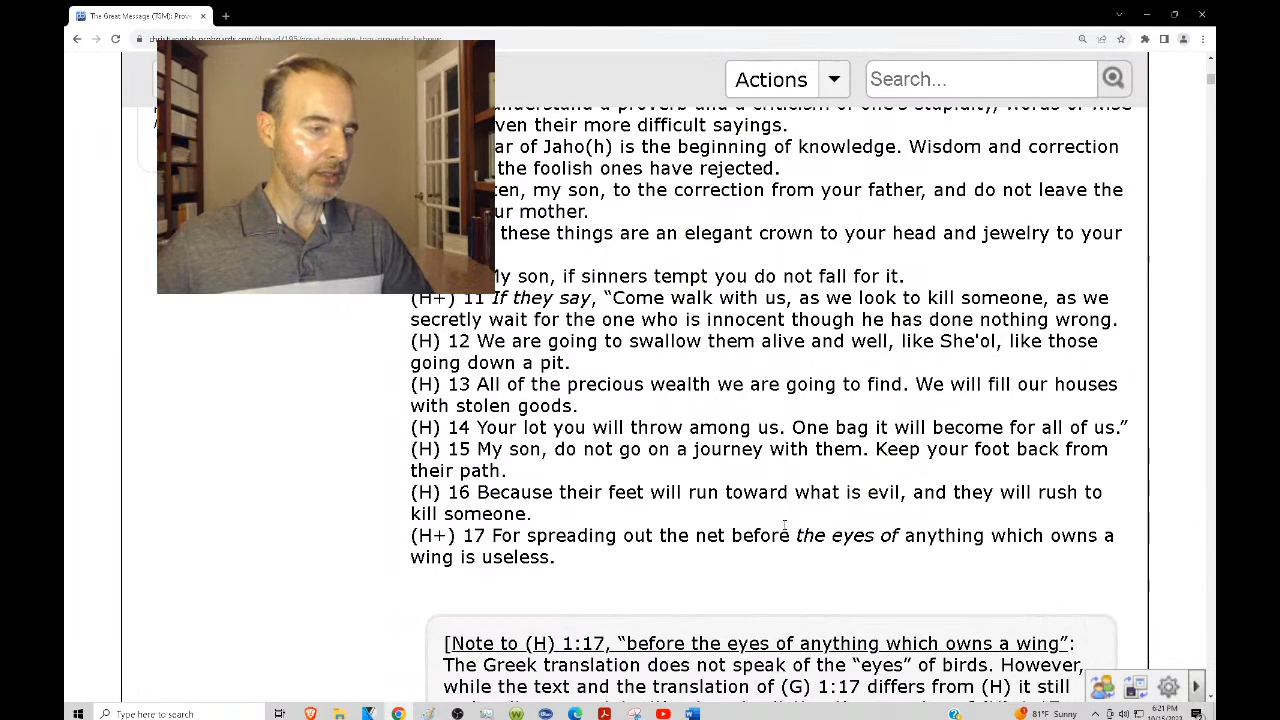 The Great Message (TSM): Prove
Actions
Search...
understand a proverb and a criticism of one's stupidity, words of wise
ven their more difficult sayings.
ar of Jaho(h) is the beginning of knowledge. Wisdom and correction
the foolish ones have rejected.
ten, my son, to the correction from your father, and do not leave the
ur mother.
these things are an elegant crown to your head and jewelry to your
My son, if sinners tempt you do not fall for it.
(H+) 11 If they say, “Come walk with us, as we look to kill someone, as we
secretly wait for the one who is innocent though he has done nothing wrong.
(H) 12 We are going to swallow them alive and well, like She'ol, like those
going down a pit.
(H) 13 All of the precious wealth we are going to find. We will fill our houses
with stolen goods.
(H) 14 Your lot you will throw among us. One bag it will become for all of us.”
(H) 15 My son, do not go on a journey with them. Keep your foot back from
their path.
(H) 16 Because their feet will run toward what is evil, and they will rush to
kill someone.
(H+) 17 For spreading out the net before the eyes of anything which owns a
wing is useless.
[Note to (H) 1:17, “before the eyes of anything which owns a wing”:
The Greek translation does not speak of the “eyes” of birds. However,
while the text and the translation of (G) 1:17 differs from (H) it still
Type here to search
81°F Sunny
6:21 PM